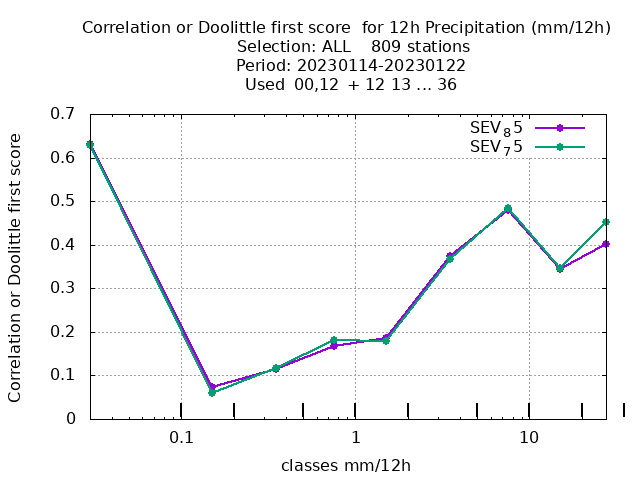 Correlation or Doolittle first score  for 12h Precipitation (mm/12h)
Selection: ALL    809 stations
Period: 20230114-20230122
Used  00,12  + 12 13 ... 36
Correlation or Doolittle first score
0.7
0.6
0.5
0.4
0.3
0.2
0.1
0
SEV₈5
SEV₇5
0.1 1 10
classes mm/12h